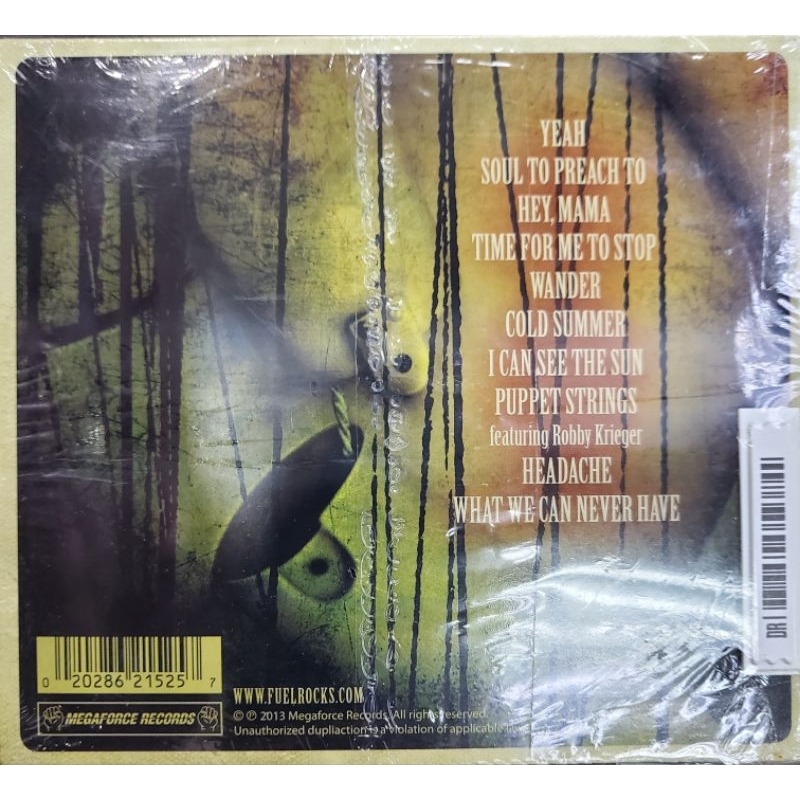 YEAH
SOUL TO PREACH TO
HEY, MAMA
TIME FOR ME TO STOP
WANDER
COLD SUMMER
I CAN SEE THE SUN
PUPPET STRINGS
featuring Robby Krieger
HEADACHE
WHAT WE CAN NEVER HAVE
DR
0 20286 21525 7
WWW.FUELROCKS.COM
MEGAFORCE RECORDS
© ℗ 2013 Megaforce Records. All rights reserved.
Unauthorized dupliaction is a violation of applicable